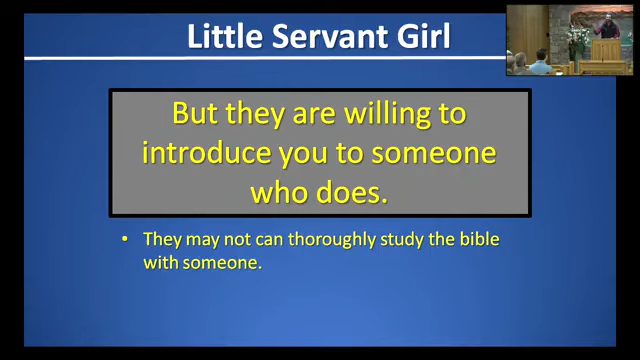 Little Servant Girl
But they are willing to
introduce you to someone
who does.
• They may not can thoroughly study the bible
with someone.